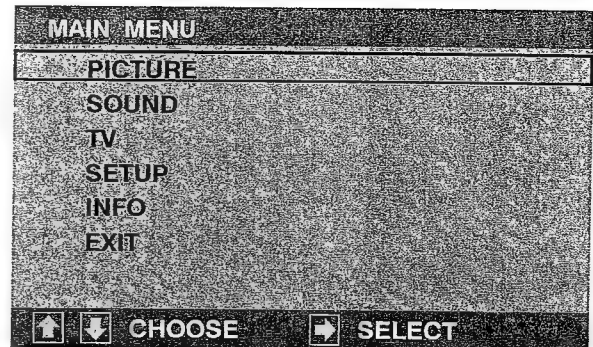 MAIN MENU
PICTURE
SOUND
TV
SETUP
INFO
EXIT
CHOOSE SELECT